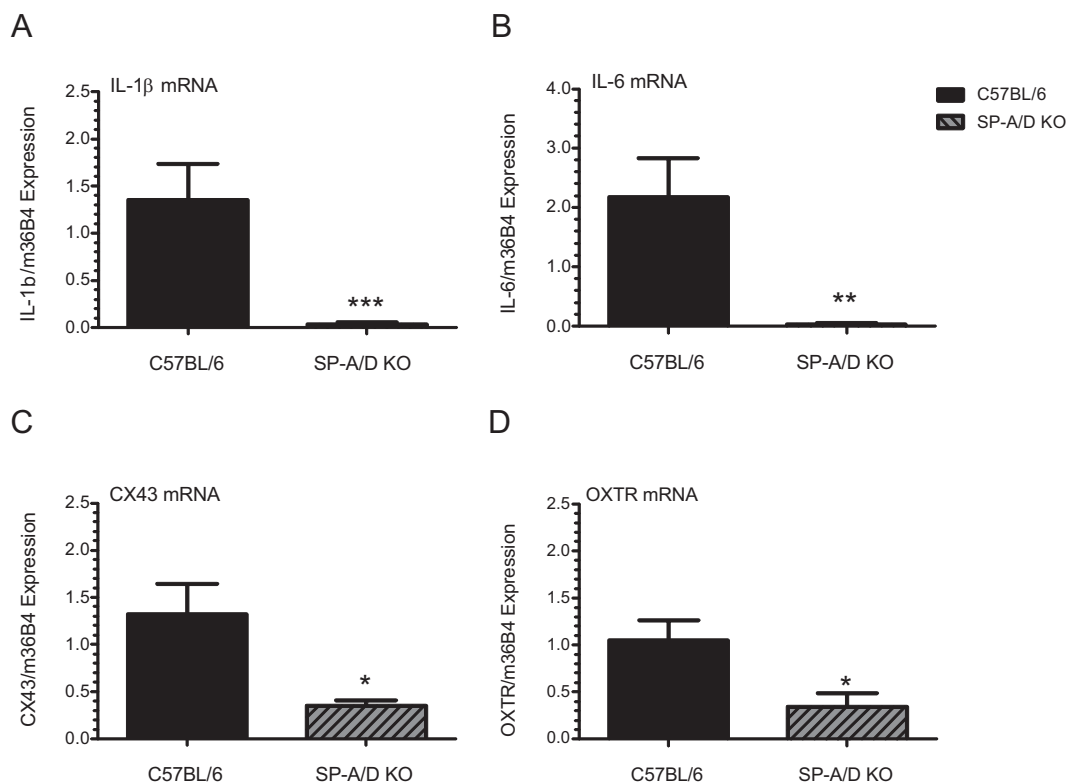 A
IL-1β mRNA
IL-1b/m36B4 Expression
2.5
2.0
1.5
1.0
0.5
0.0
***
C57BL/6
SP-A/D KO
B
IL-6 mRNA
IL-6/m36B4 Expression
4.0
3.0
2.0
1.0
0.0
**
C57BL/6
SP-A/D KO
C57BL/6
SP-A/D KO
C
CX43 mRNA
CX43/m36B4 Expression
2.5
2.0
1.5
1.0
0.5
0.0
*
C57BL/6
SP-A/D KO
D
OXTR mRNA
OXTR/m36B4 Expression
2.5
2.0
1.5
1.0
0.5
0.0
*
C57BL/6
SP-A/D KO